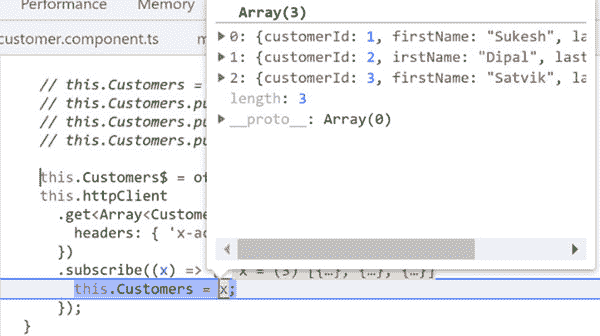 Performance Memory
customer.component.ts
// this.Customers =
// this.Customers.pu
// this.Customers.pu
// this.Customers.pu
this.Customers$ = o
this.httpClient
.get<Array<Custome
headers: { 'x-ac
})
.subscribe((x) => { x = (3) [{…}, {…}, {…}]
this.Customers = x;
});
}
Array(3)
0: {customerId: 1, firstName: "Sukesh", la
1: {customerId: 2, irstName: "Dipal", last
2: {customerId: 3, firstName: "Satvik", la
length: 3
__proto__: Array(0)